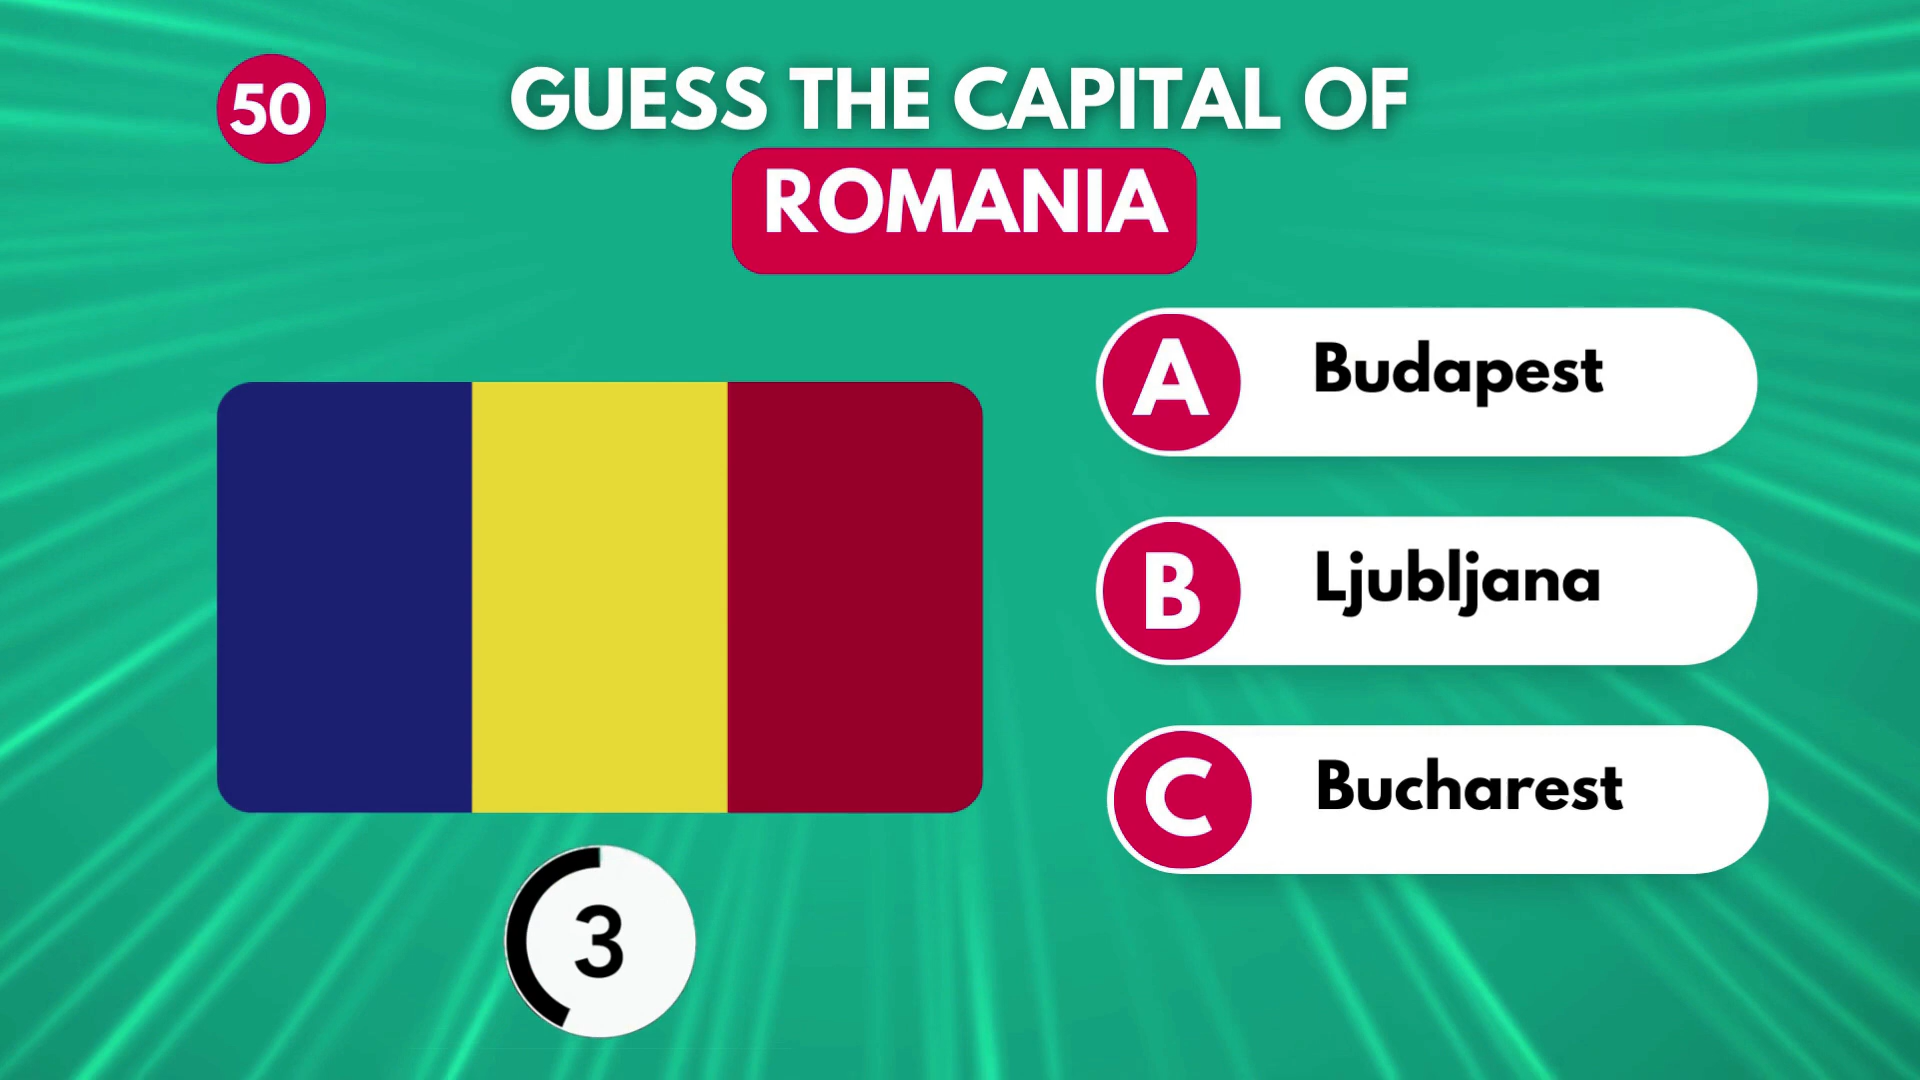 50
GUESS THE CAPITAL OF
ROMANIA
A Budapest
B Ljubljana
C Bucharest
3